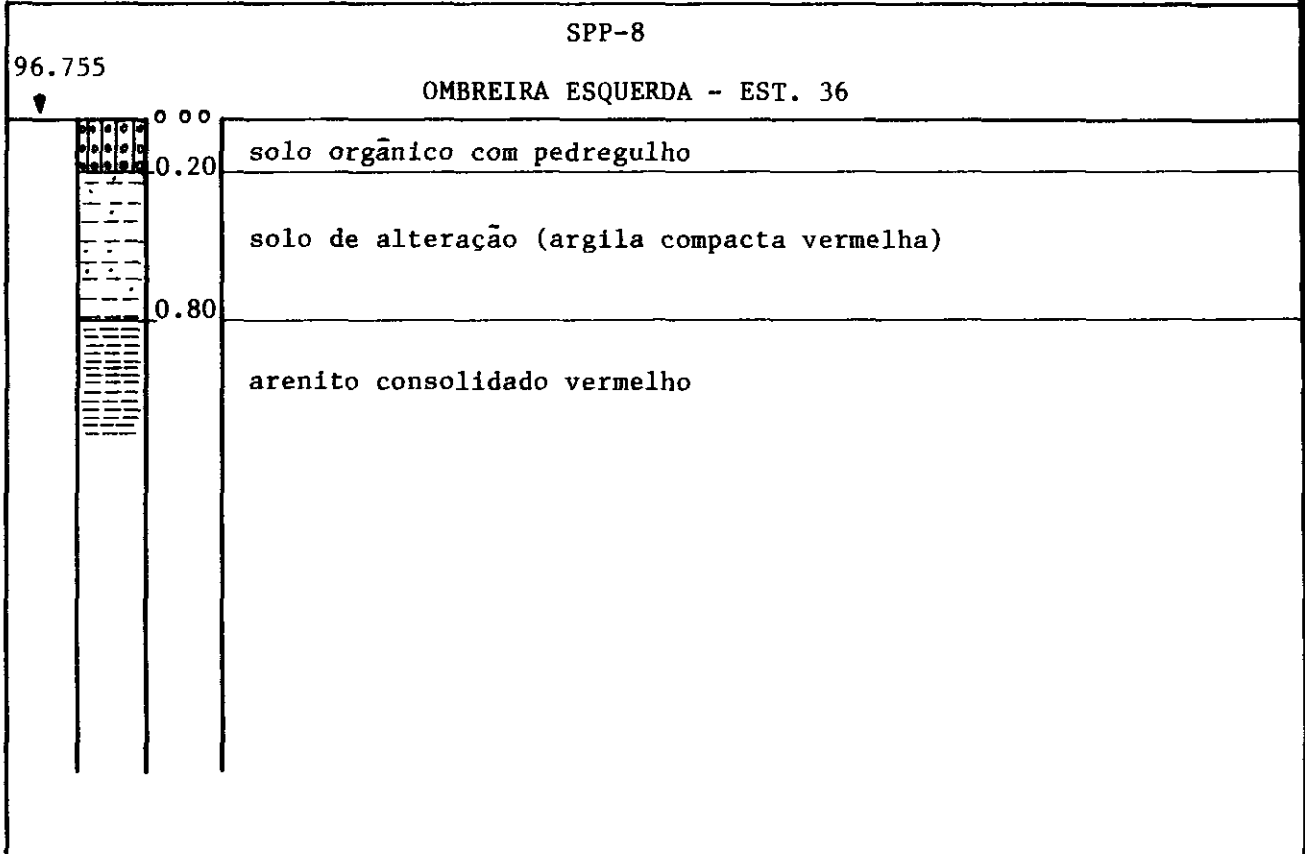 SPP-8
96.755
OMBREIRA ESQUERDA - EST. 36
0 00
solo orgânico com pedregulho
0.20
solo de alteração (argila compacta vermelha)
0.80
arenito consolidado vermelho